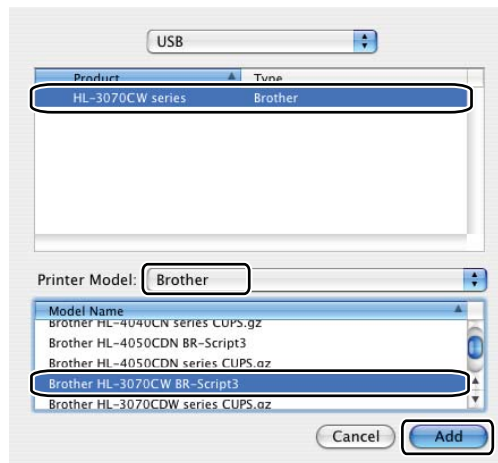 USB
Product Type
HL-3070CW series Brother
Printer Model: Brother
Model Name
Brother HL-4040CN series CUPS.gz
Brother HL-4050CDN BR-Script3
Brother HL-4050CDN series CUPS.gz
Brother HL-3070CW BR-Script3
Brother HL-3070CDW series CUPS.gz
Cancel Add